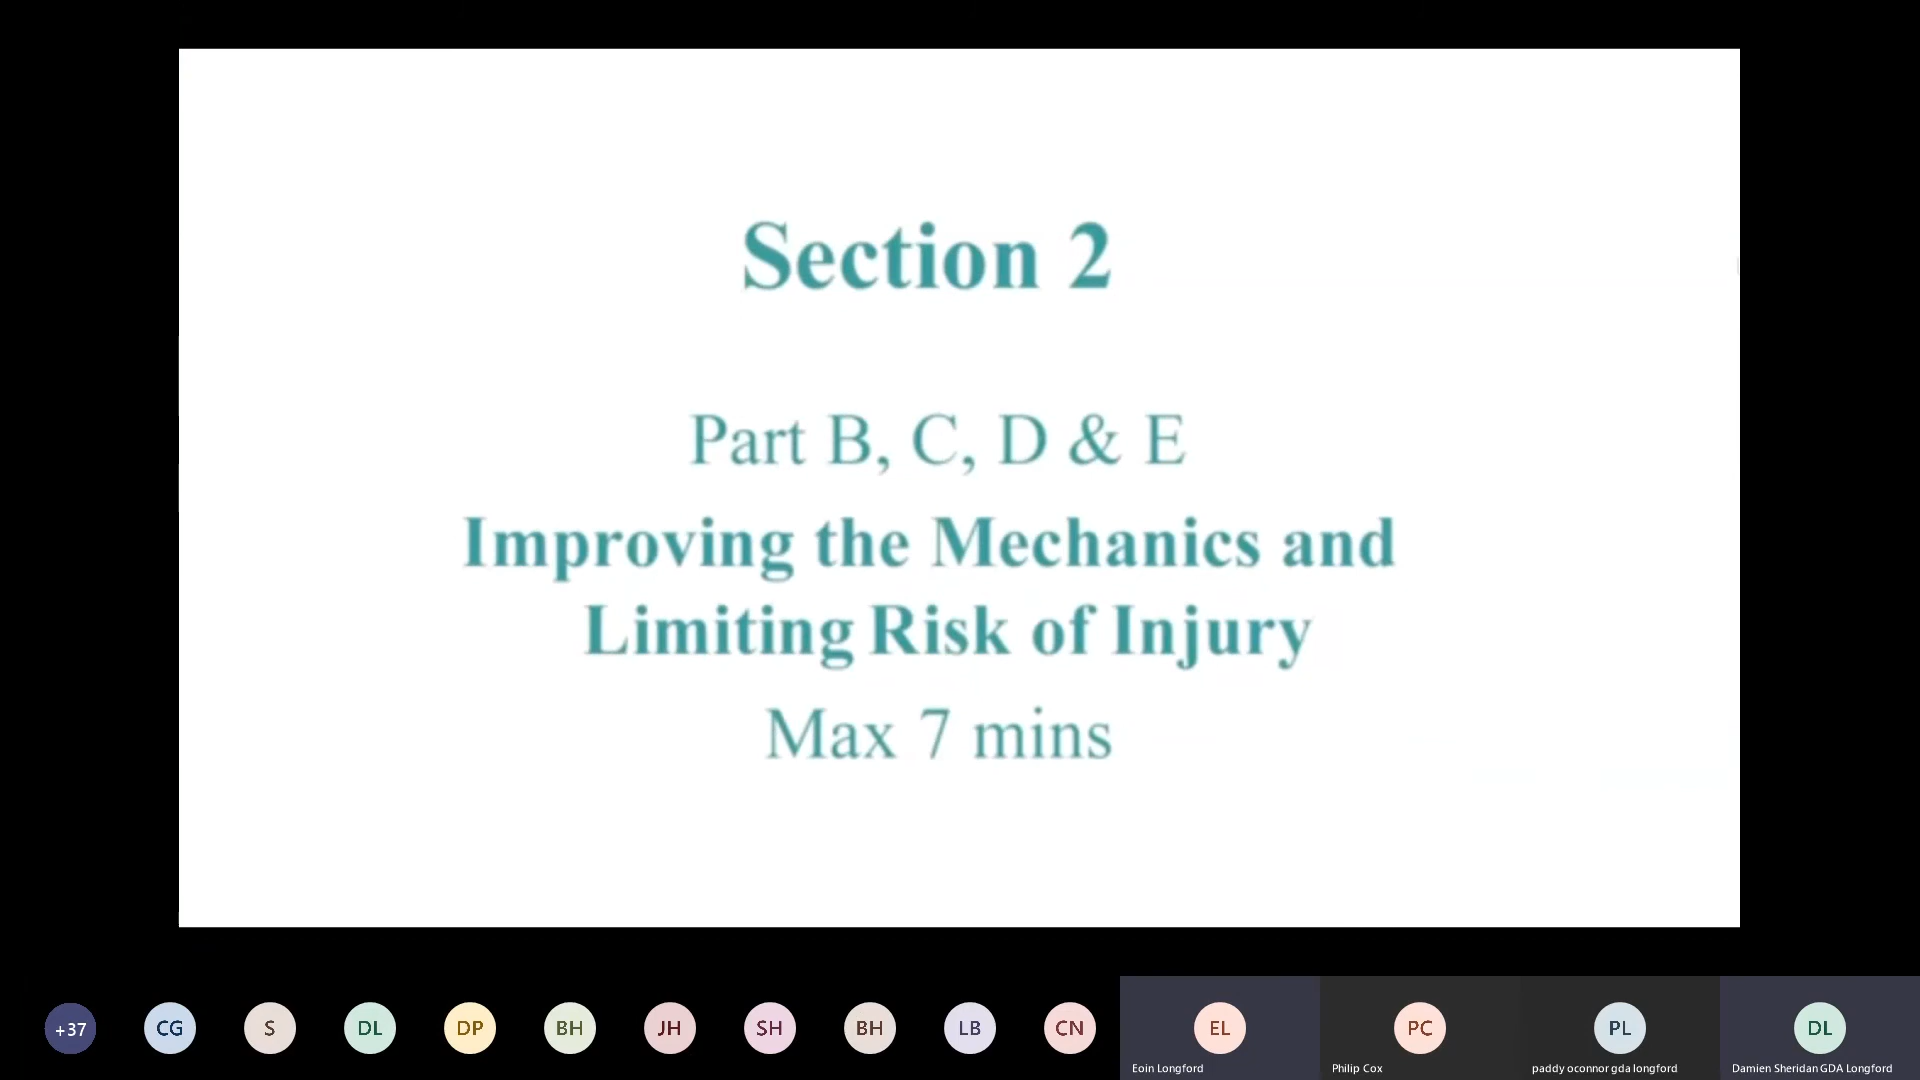 Section 2
Part B, C, D & E
Improving the Mechanics and
Limiting Risk of Injury
Max 7 mins
+37
CG
S
DL
DP
BH
JH
SH
BH
LB
CN
EL
PC
PL
DL
Eoin Longford
Philip Cox
paddy oconnor gda longford
Damien Sheridan GDA Longford